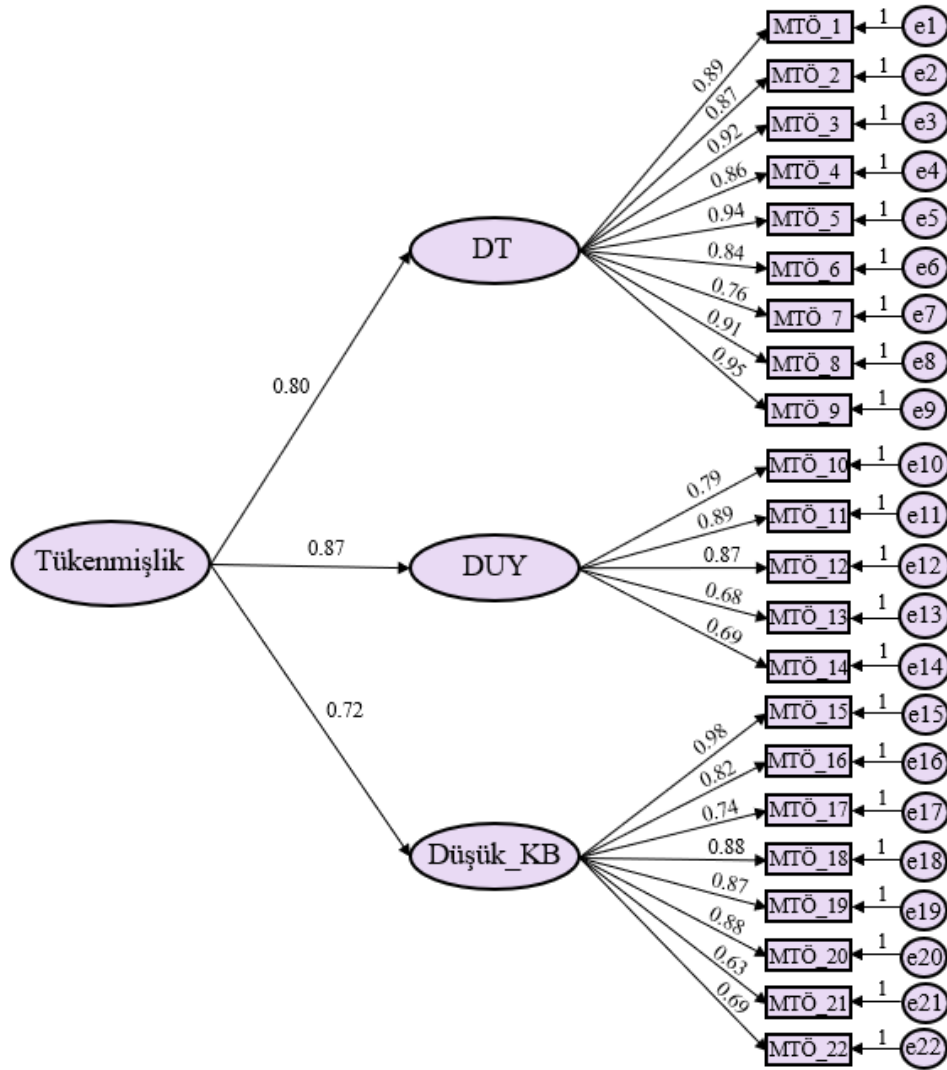 MTÖ_1 1 e1
0.89
MTÖ_2 1 e2
0.87
MTÖ_3 1 e3
0.92
MTÖ_4 1 e4
0.86
MTÖ_5 1 e5
0.94
DT
MTÖ_6 1 e6
0.84
MTÖ_7 1 e7
0.76
MTÖ_8 1 e8
0.91
MTÖ_9 1 e9
0.95
0.80
MTÖ_10 1 e10
0.79
MTÖ_11 1 e11
0.89
Tükenmişlik
0.87
DUY
MTÖ_12 1 e12
0.87
MTÖ_13 1 e13
0.68
MTÖ_14 1 e14
0.69
0.72
MTÖ_15 1 e15
0.98
MTÖ_16 1 e16
0.82
MTÖ_17 1 e17
0.74
Düşük_KB
MTÖ_18 1 e18
0.88
MTÖ_19 1 e19
0.87
MTÖ_20 1 e20
0.88
MTÖ_21 1 e21
0.63
MTÖ_22 1 e22
0.69